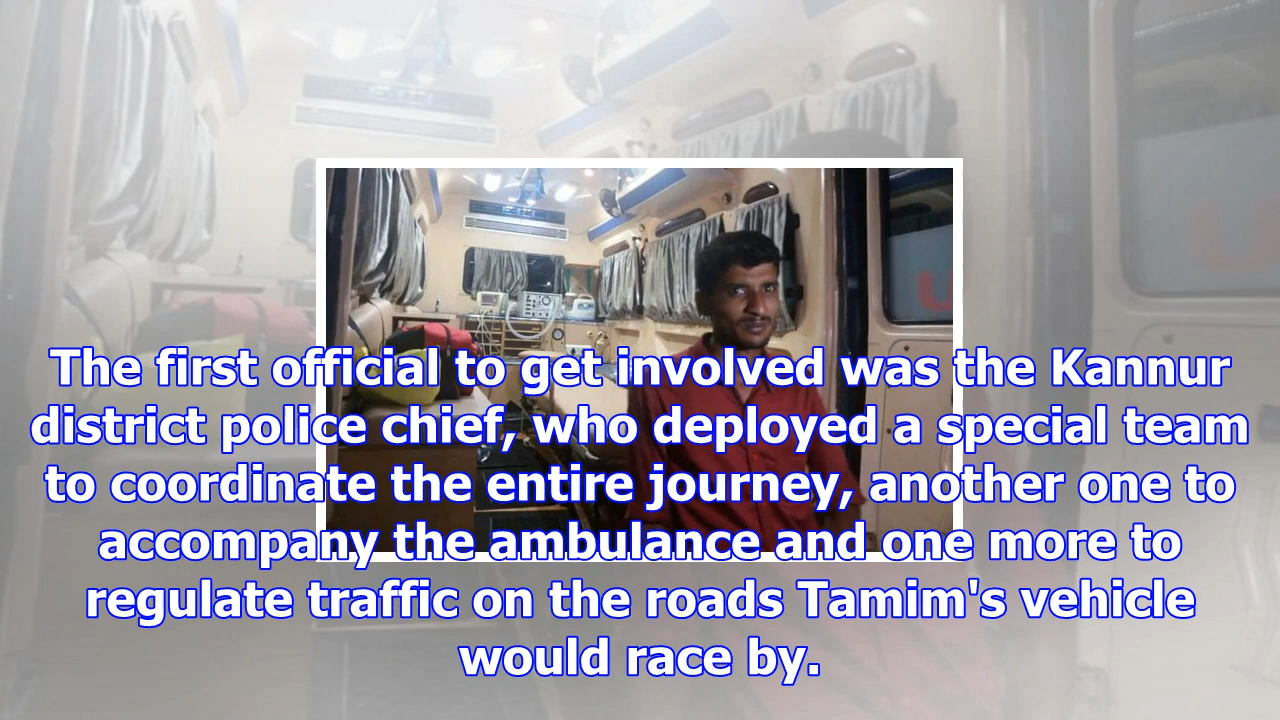 The first official to get involved was the Kannur
district police chief, who deployed a special team
to coordinate the entire journey, another one to
accompany the ambulance and one more to
regulate traffic on the roads Tamim's vehicle
would race by.